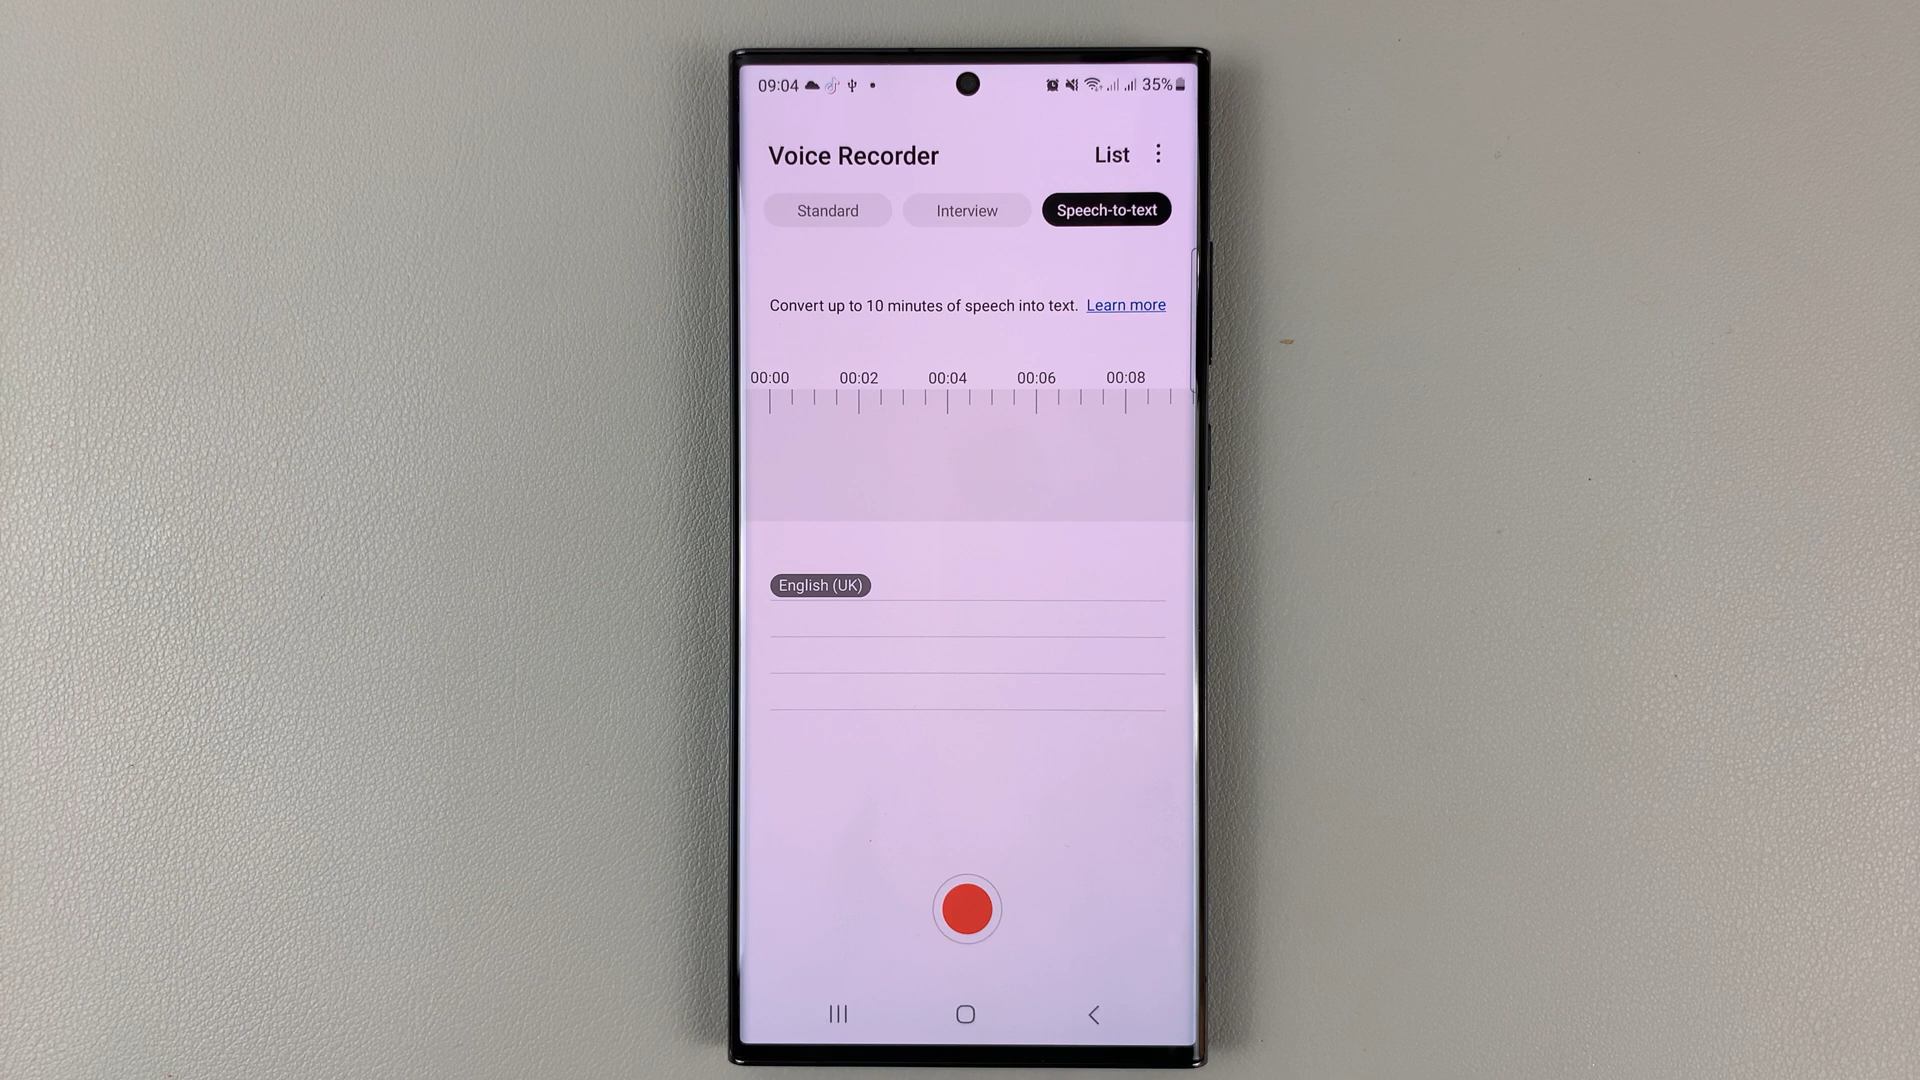 09:04 35%
Voice Recorder List
Standard Interview Speech-to-text
Convert up to 10 minutes of speech into text. Learn more
00:00 00:02 00:04 00:06 00:08
English (UK)